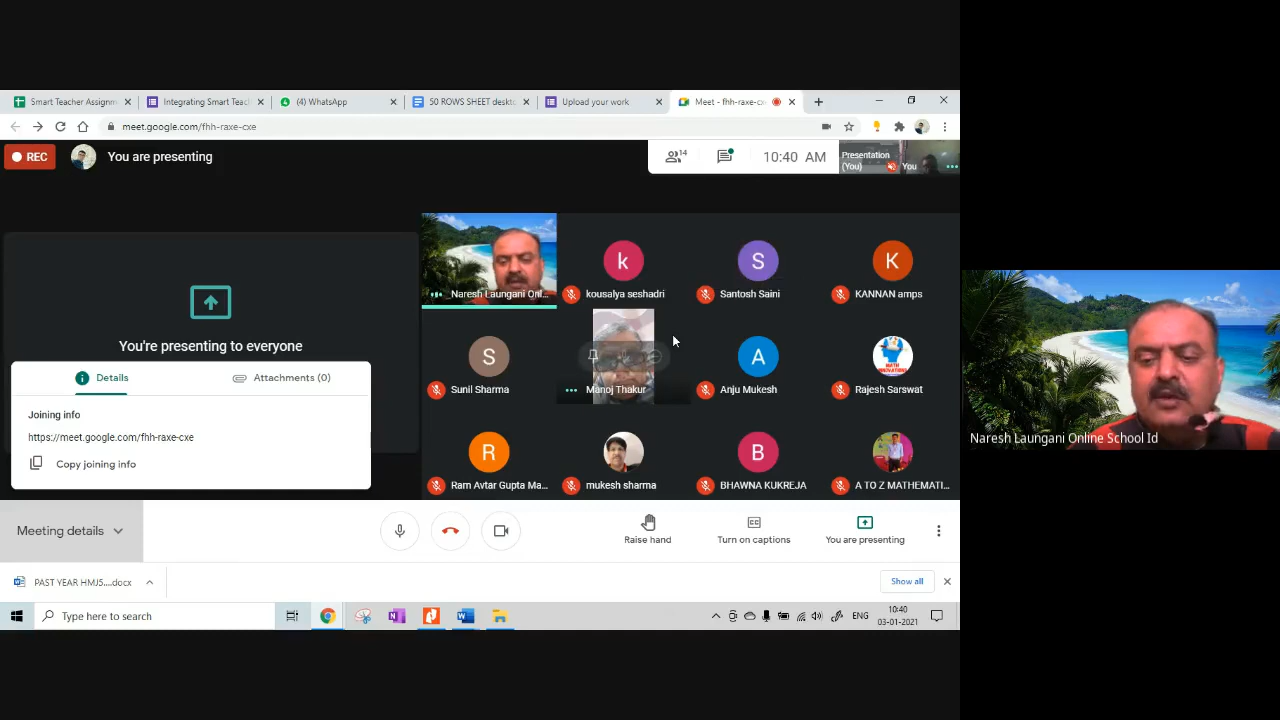 Smart Teacher Assignm
Integrating Smart Teac
(4) WhatsApp
50 ROWS SHEET deskto
Upload your work
Meet - fhh-raxe-cx
meet.google.com/fhh-raxe-cxe
REC
You are presenting
14
10:40 AM
Presentation
(You)
You
You're presenting to everyone
Details
Attachments (0)
Joining info
https://meet.google.com/fhh-raxe-cxe
Copy joining info
Naresh Laungani Onl...
k
kousalya seshadri
S
Santosh Saini
K
KANNAN amps
S
Sunil Sharma
Manoj Thakur
A
Anju Mukesh
Rajesh Sarswat
R
Ram Avtar Gupta Ma...
mukesh sharma
B
BHAWNA KUKREJA
A TO Z MATHEMATI...
Naresh Laungani Online School Id
Meeting details
Raise hand
Turn on captions
You are presenting
PAST YEAR HMJ5....docx
Show all
Type here to search
ENG
10:40
03-01-2021